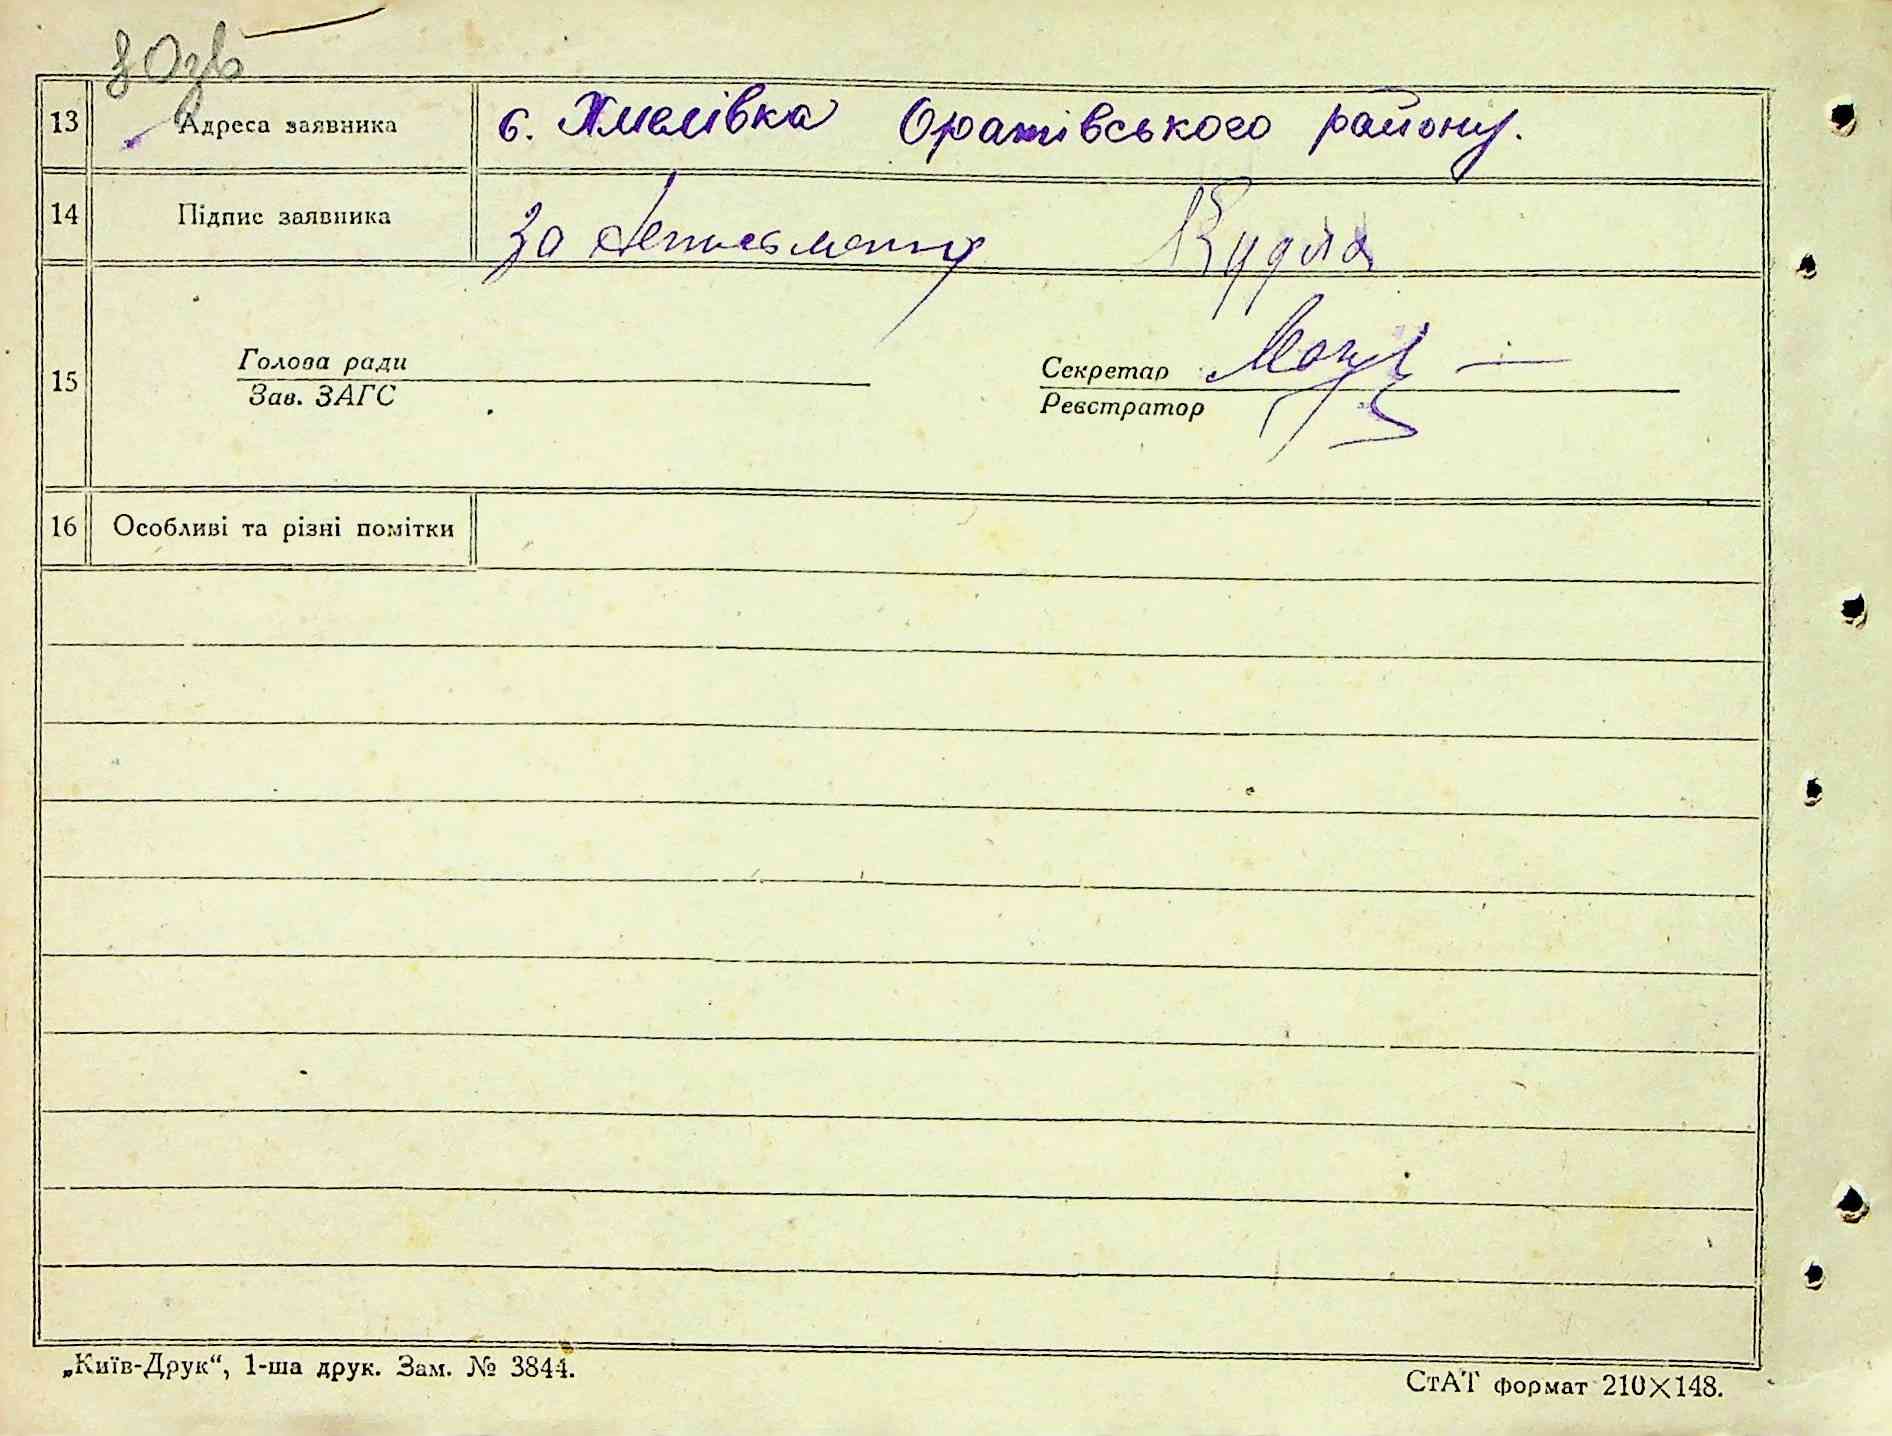 13 Адреса заявника с. Хмелівка Оратівського району.
14 Підпис заявника За неписьменну Кудла
15 Голова ради Секретар
Зав. ЗАГС Реєстратор
16 Особливі та різні помітки
„Київ-Друк“, 1-ша друк. Зам. № 3844. СтАТ формат 210×148.